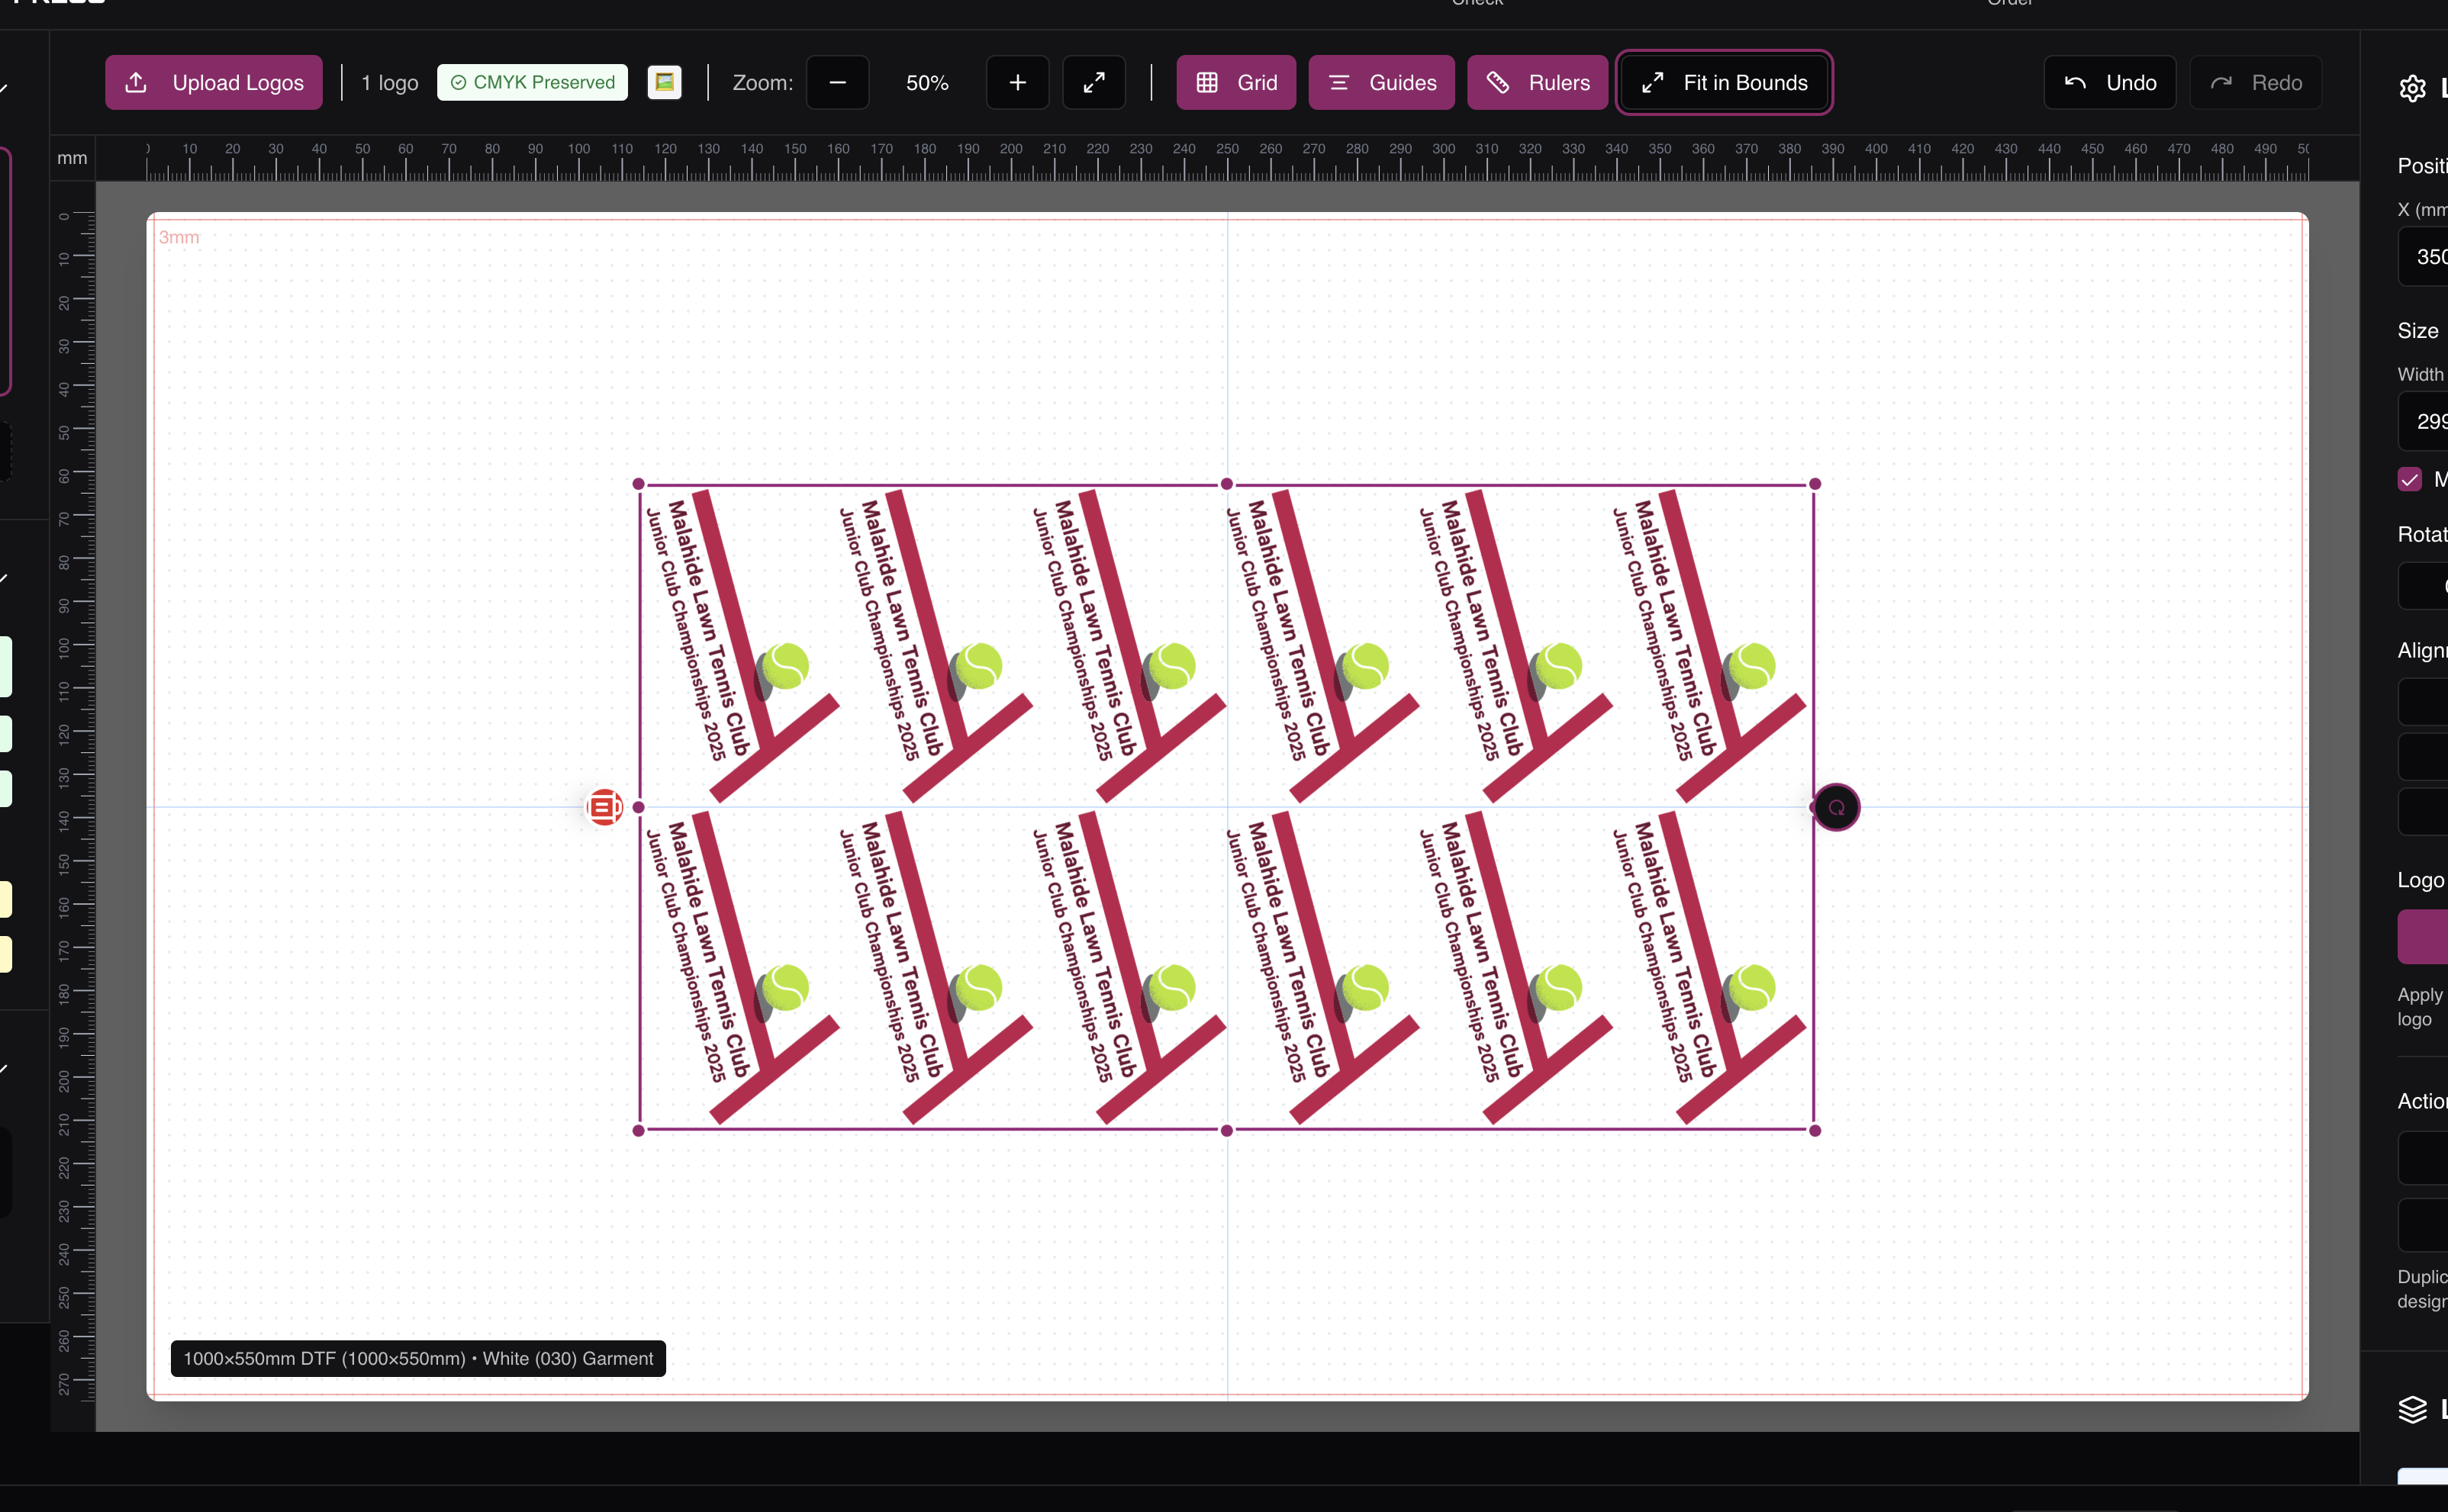 Upload Logos
1 logo
CMYK Preserved
Zoom:
50%
Grid
Guides
Rulers
Fit in Bounds
Undo
Redo
mm
10 20 30 40 50 60 70 80 90 100 110 120 130 140 150 160 170 180 190 200 210 220 230 240 250 260 270 280 290 300 310 320 330 340 350 360 370 380 390 400 410 420 430 440 450 460 470 480 490
0
10
20
30
40
50
60
70
80
90
100
110
120
130
140
150
160
170
180
190
200
210
220
230
240
250
260
270
3mm
Malahide Lawn Tennis Club
Junior Club Championships 2025
Malahide Lawn Tennis Club
Junior Club Championships 2025
Malahide Lawn Tennis Club
Junior Club Championships 2025
Malahide Lawn Tennis Club
Junior Club Championships 2025
Malahide Lawn Tennis Club
Junior Club Championships 2025
Malahide Lawn Tennis Club
Junior Club Championships 2025
Malahide Lawn Tennis Club
Junior Club Championships 2025
Malahide Lawn Tennis Club
Junior Club Championships 2025
Malahide Lawn Tennis Club
Junior Club Championships 2025
Malahide Lawn Tennis Club
Junior Club Championships 2025
Malahide Lawn Tennis Club
Junior Club Championships 2025
Malahide Lawn Tennis Club
Junior Club Championships 2025
1000×550mm DTF (1000×550mm) • White (030) Garment
X (mm
350
Size
Width
299
Logo
Apply
logo